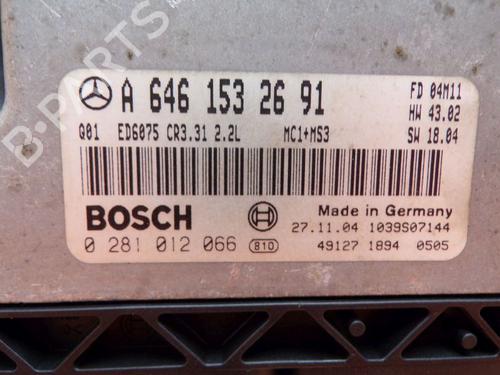 A 646 153 26 91
FD 04M11
HW 43.02
Q01 ED6075 CR3.31 2.2L MC1+MS3 SW 18.04
BOSCH
Made in Germany
27.11.04 1039S07144
0 281 012 066 810 49127 1894 0505
B-PARTS